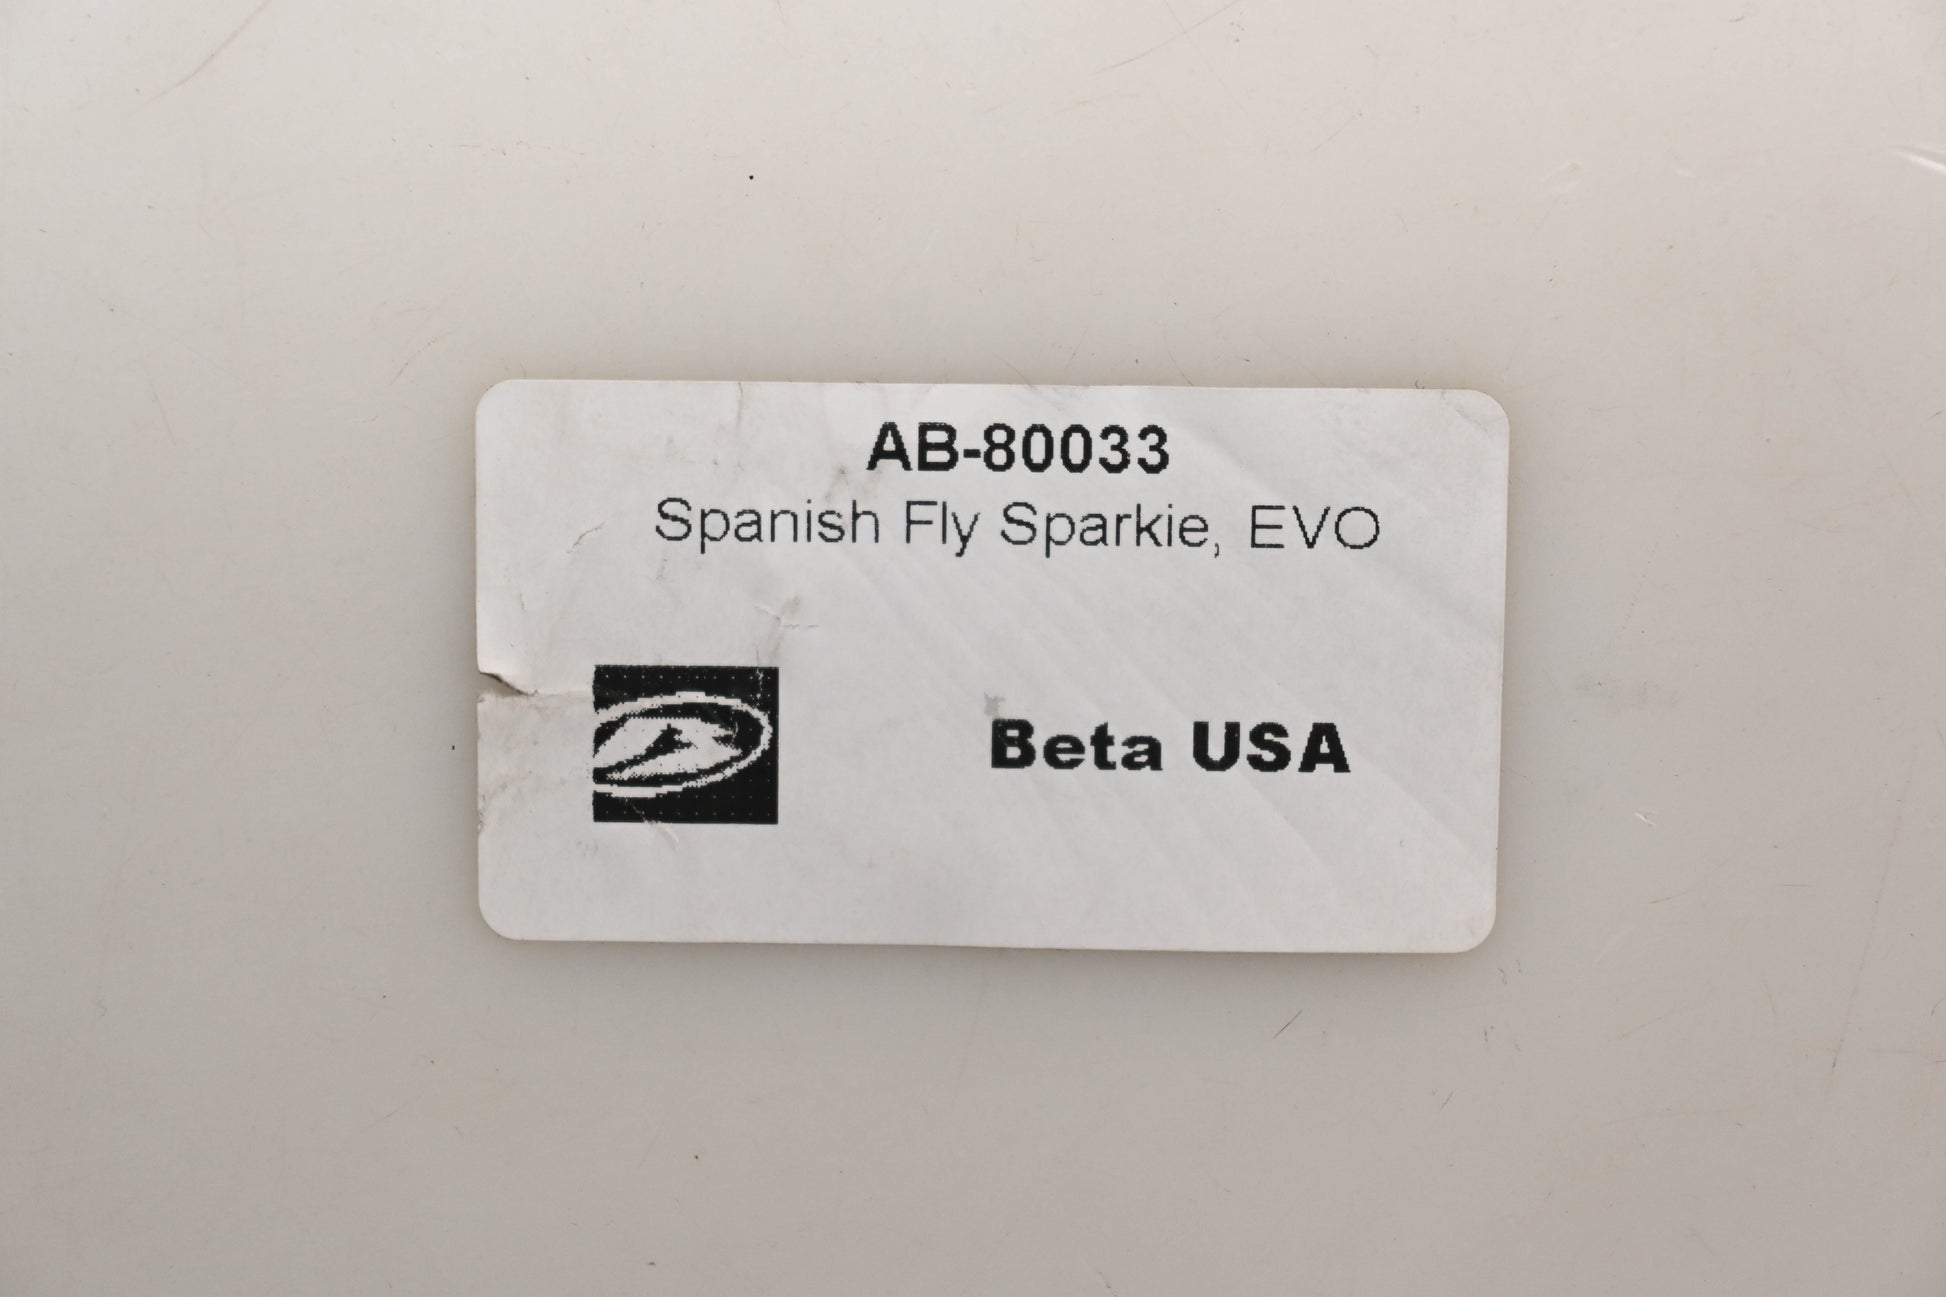 AB-80033
Spanish Fly Sparkie, EVO
Beta USA